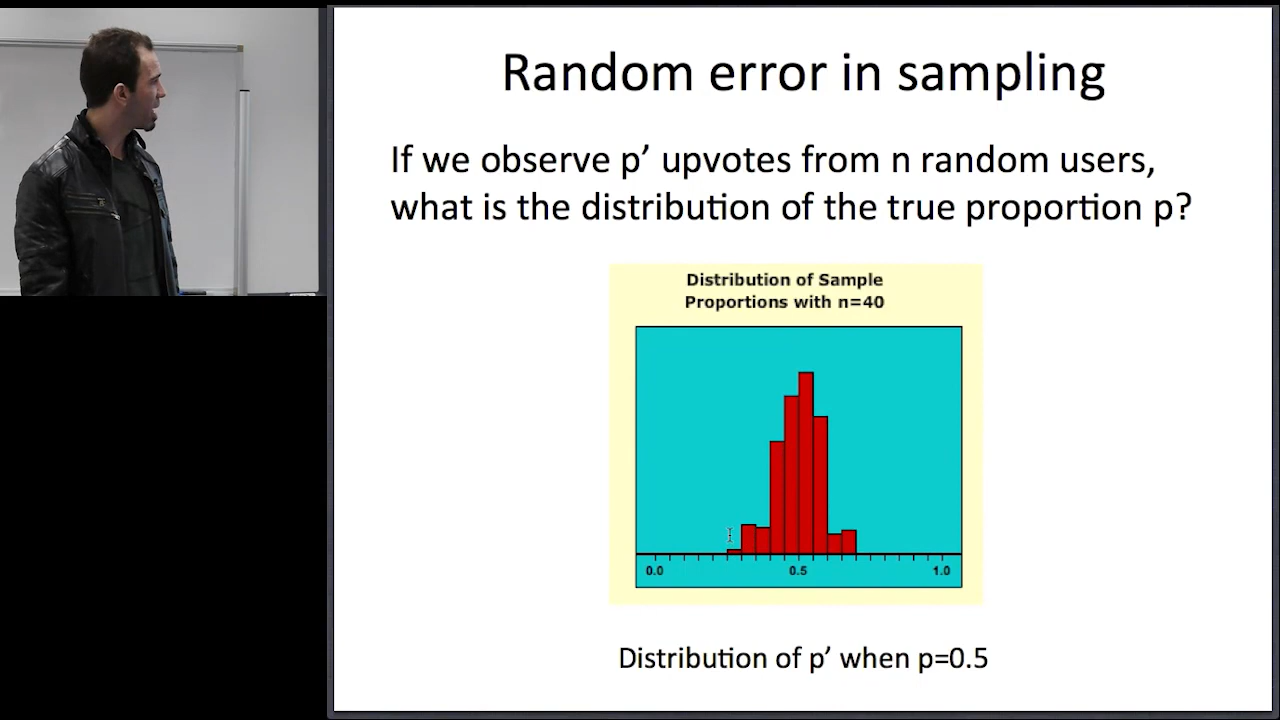 Random error in sampling
If we observe p’ upvotes from n random users,
what is the distribution of the true proportion p?
Distribution of Sample
Proportions with n=40
0.0 0.5 1.0
Distribution of p’ when p=0.5